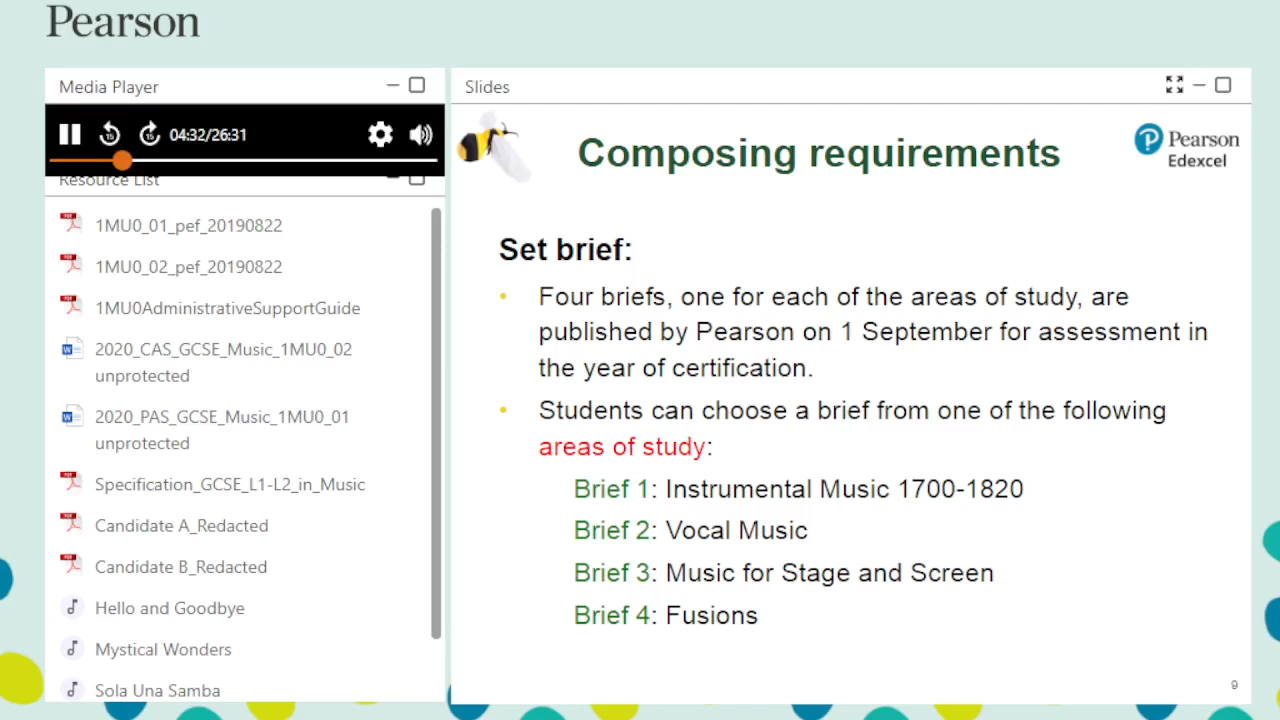 Pearson
Media Player
04:32/26:31
Resource List
1MU0_01_pef_20190822
1MU0_02_pef_20190822
1MU0AdministrativeSupportGuide
2020_CAS_GCSE_Music_1MU0_02
unprotected
2020_PAS_GCSE_Music_1MU0_01
unprotected
Specification_GCSE_L1-L2_in_Music
Candidate A_Redacted
Candidate B_Redacted
Hello and Goodbye
Mystical Wonders
Sola Una Samba
Slides
Composing requirements
Pearson
Edexcel
Set brief:
• Four briefs, one for each of the areas of study, are
published by Pearson on 1 September for assessment in
the year of certification.
• Students can choose a brief from one of the following
areas of study:
Brief 1: Instrumental Music 1700-1820
Brief 2: Vocal Music
Brief 3: Music for Stage and Screen
Brief 4: Fusions
9